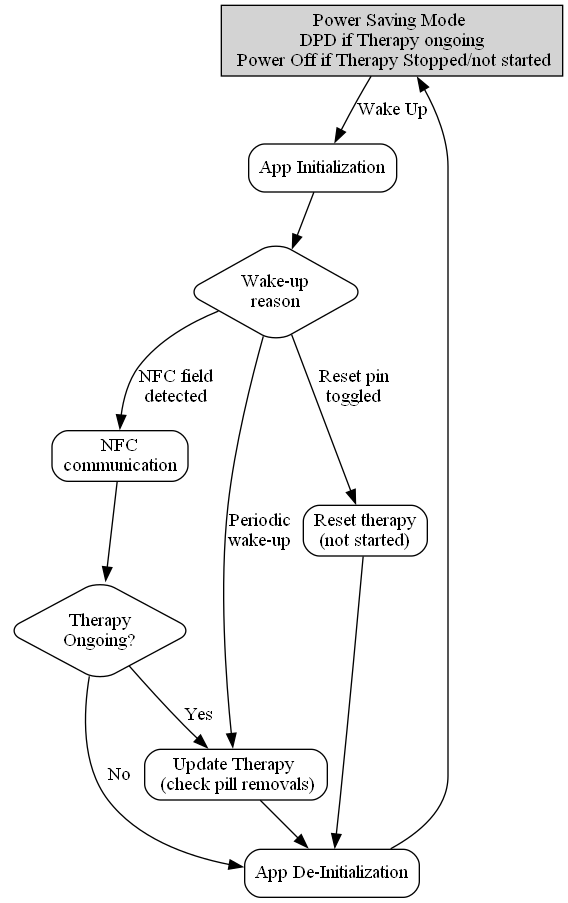 Power Saving Mode
DPD if Therapy ongoing
Power Off if Therapy Stopped/not started
Wake Up
App Initialization
Wake-up
reason
NFC field
detected
Reset pin
toggled
NFC
communication
Periodic
wake-up
Reset therapy
(not started)
Therapy
Ongoing?
Yes
No
Update Therapy
(check pill removals)
App De-Initialization